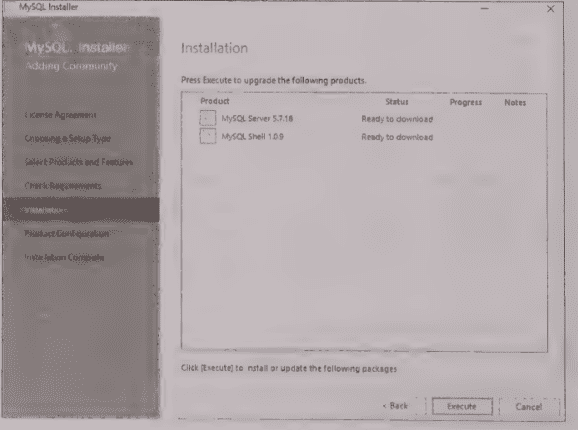 MySQL Installer
MySQL. Installer
Adding Community
License Agreement
Choosing a Setup Type
Select Products and Features
Check Requirements
Installation
Product Configuration
Installation Complete
Installation
Press Execute to upgrade the following products.
Product Status Progress Notes
MySQL Server 5.7.18 Ready to download
MySQL Shell 1.0.9 Ready to download
Click [Execute] to install or update the following packages
< Back Execute Cancel